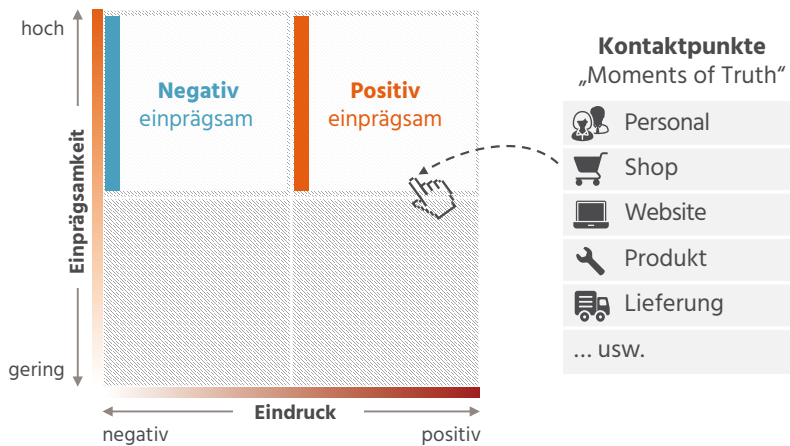 hoch
Einprägsamkeit
gering
Negativ
einprägsam
Positiv
einprägsam
Eindruck
negativ
positiv
Kontaktpunkte
„Moments of Truth“
Personal
Shop
Website
Produkt
Lieferung
... usw.